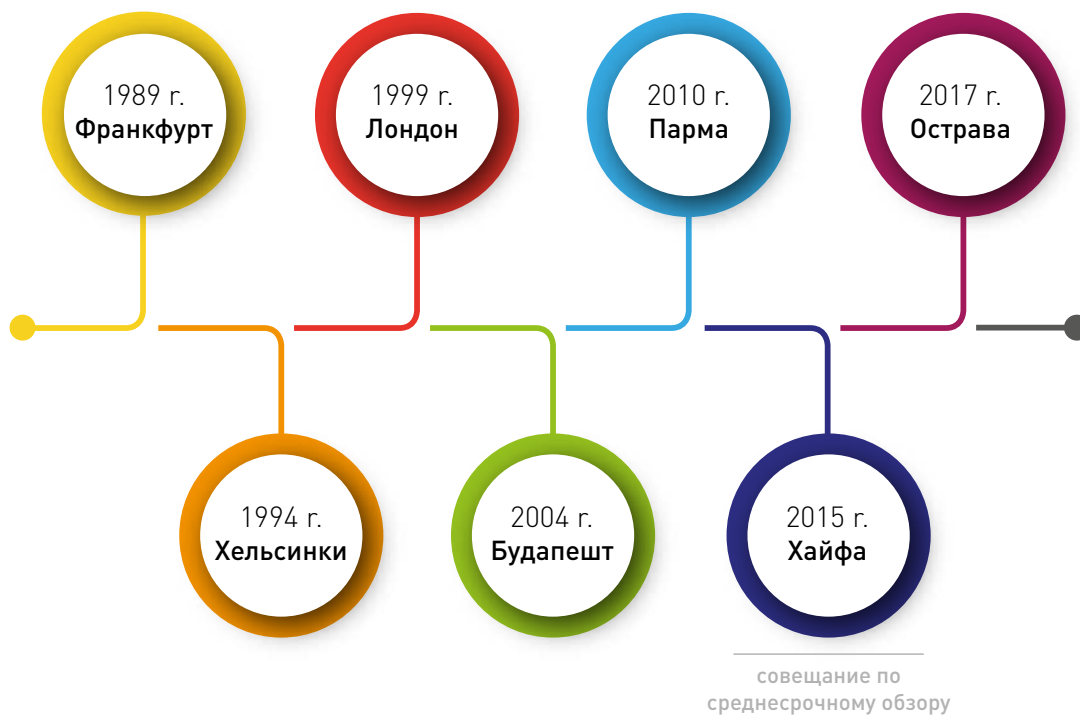 1989 г.
Франкфурт
1999 г.
Лондон
2010 г.
Парма
2017 г.
Острава
1994 г.
Хельсинки
2004 г.
Будапешт
2015 г.
Хайфа
совещание по
среднесрочному обзору